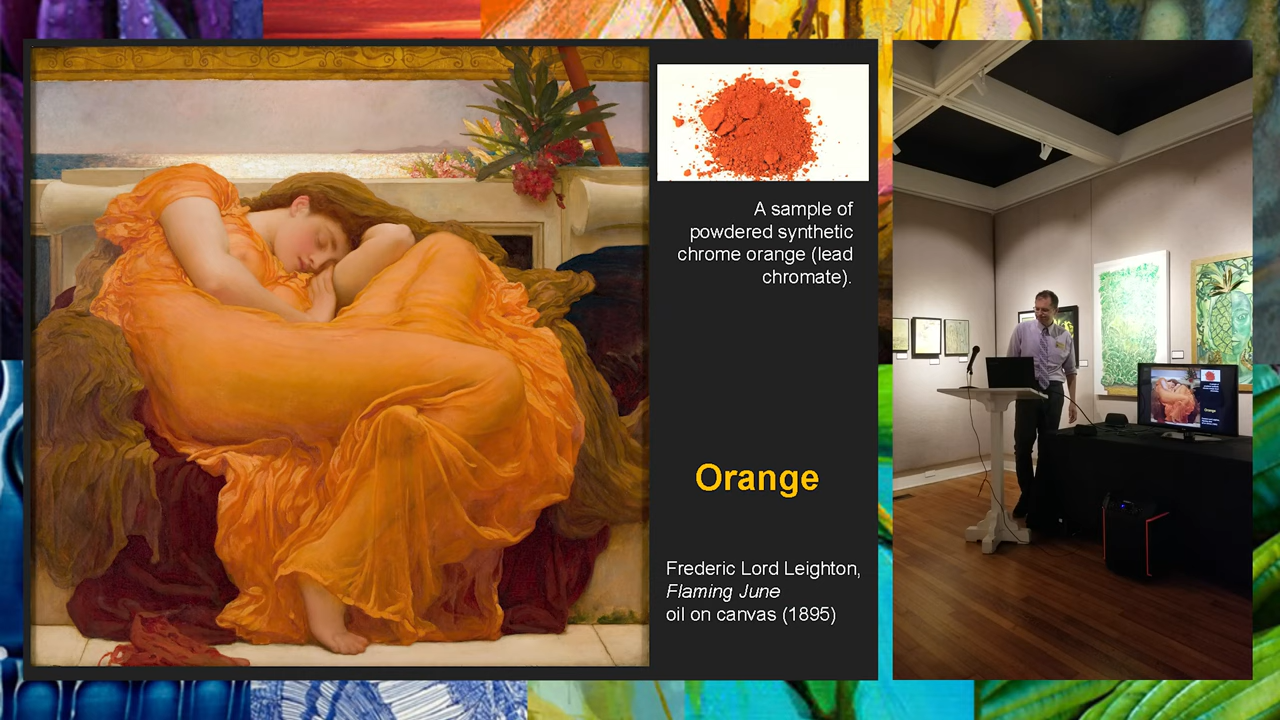 A sample of
powdered synthetic
chrome orange (lead
chromate).
Orange
Frederic Lord Leighton,
Flaming June
oil on canvas (1895)